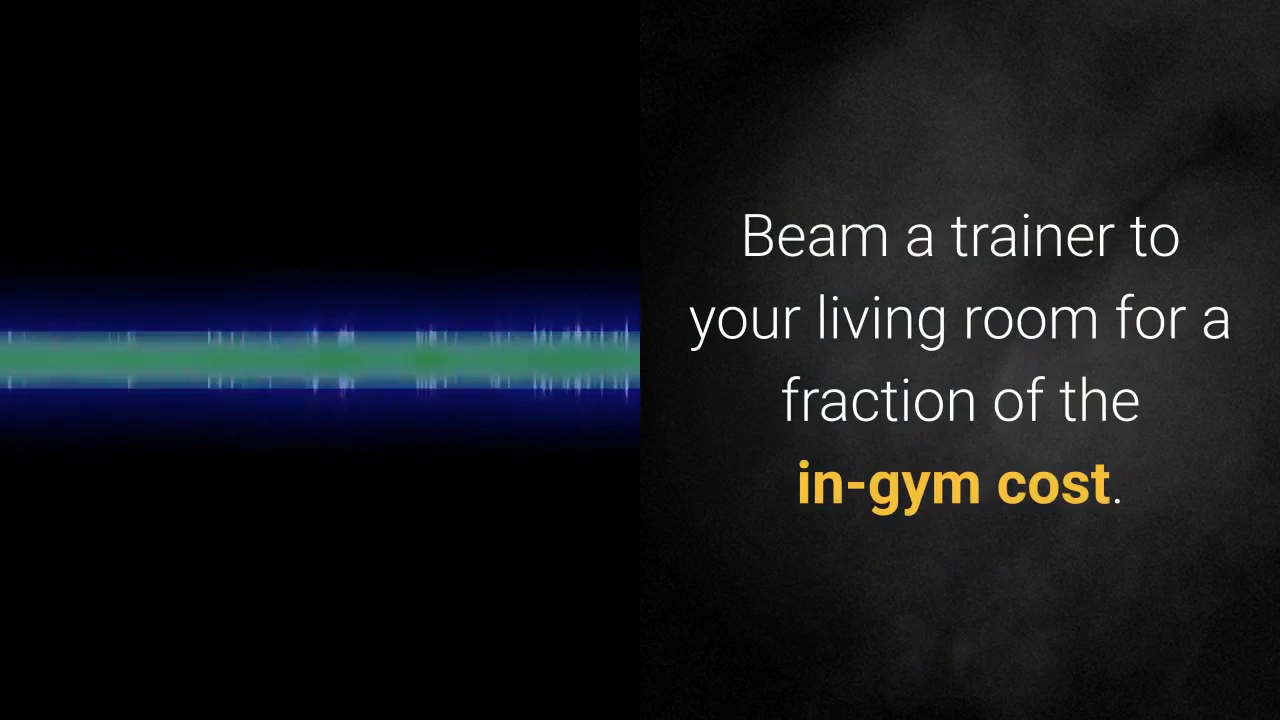 Beam a trainer to
your living room for a
fraction of the
in-gym cost.